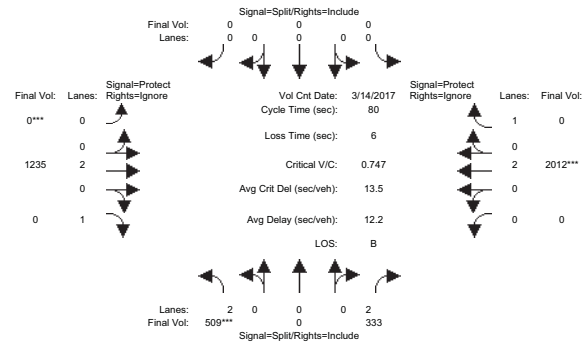 Signal=Split/Rights=Include
Final Vol: 0 0 0
Lanes: 0 0 0 0 0
Signal=Protect
Final Vol: Lanes: Rights=Ignore
Vol Cnt Date: 3/14/2017
Signal=Protect
Rights=Ignore Lanes: Final Vol:
0*** 0
Cycle Time (sec): 80
1 0
Loss Time (sec): 6
0 0
1235 2
Critical V/C: 0.747
2 2012***
0
Avg Crit Del (sec/veh): 13.5
0
0 1
Avg Delay (sec/veh): 12.2
0 0
LOS: B
Lanes: 2 0 0 0 2
Final Vol: 509*** 0 333
Signal=Split/Rights=Include